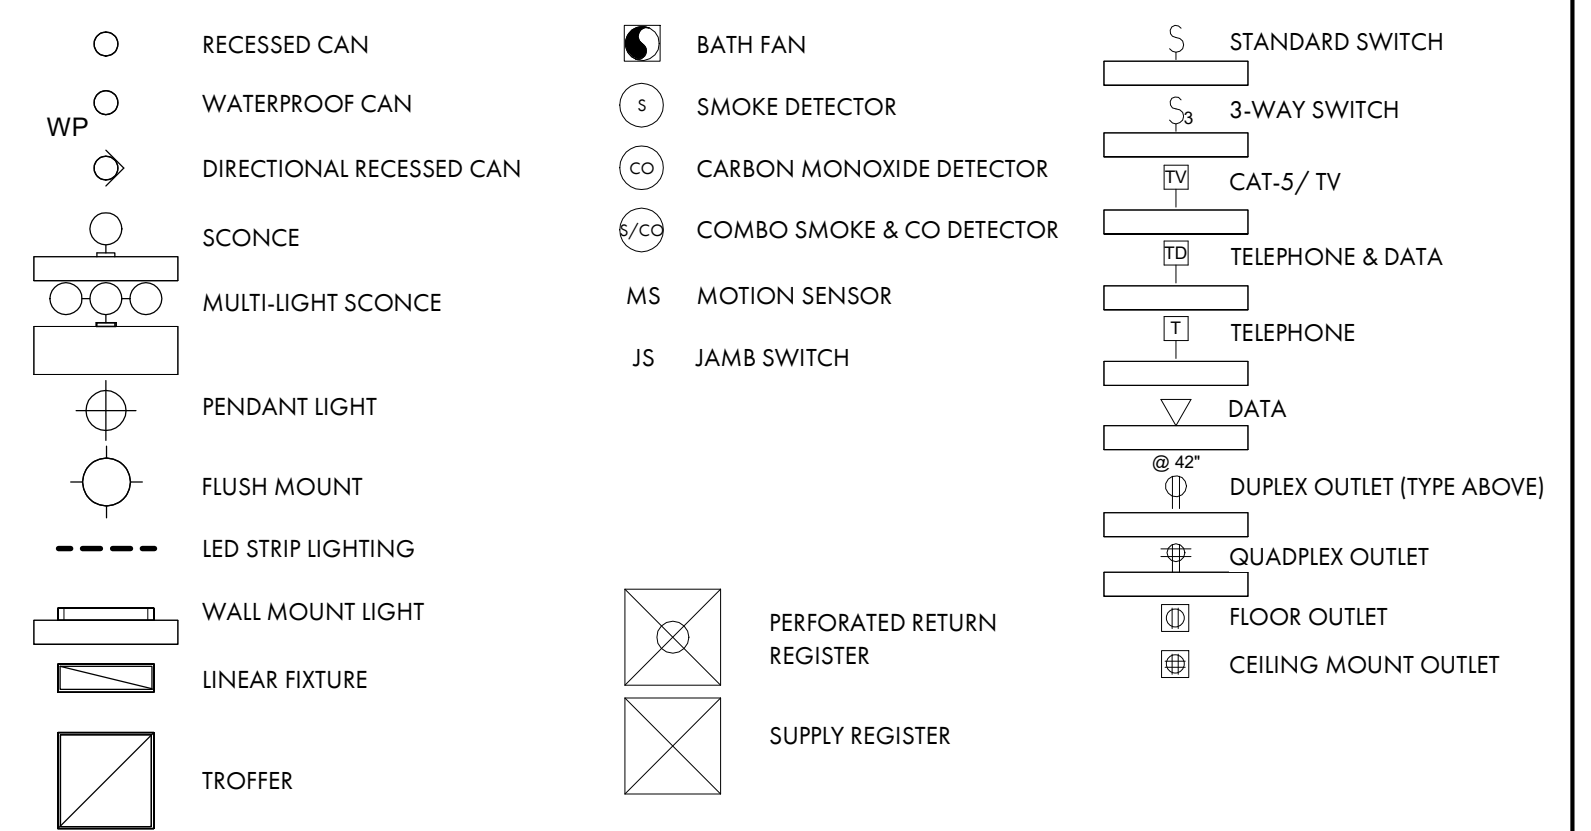 RECESSED CAN
WP WATERPROOF CAN
DIRECTIONAL RECESSED CAN
SCONCE
MULTI-LIGHT SCONCE
PENDANT LIGHT
FLUSH MOUNT
LED STRIP LIGHTING
WALL MOUNT LIGHT
LINEAR FIXTURE
TROFFER
BATH FAN
S SMOKE DETECTOR
CO CARBON MONOXIDE DETECTOR
S/CO COMBO SMOKE & CO DETECTOR
MS MOTION SENSOR
JS JAMB SWITCH
PERFORATED RETURN
REGISTER
SUPPLY REGISTER
S STANDARD SWITCH
S3 3-WAY SWITCH
TV CAT-5/ TV
TD TELEPHONE & DATA
T TELEPHONE
DATA
@ 42"
DUPLEX OUTLET (TYPE ABOVE)
QUADPLEX OUTLET
FLOOR OUTLET
CEILING MOUNT OUTLET